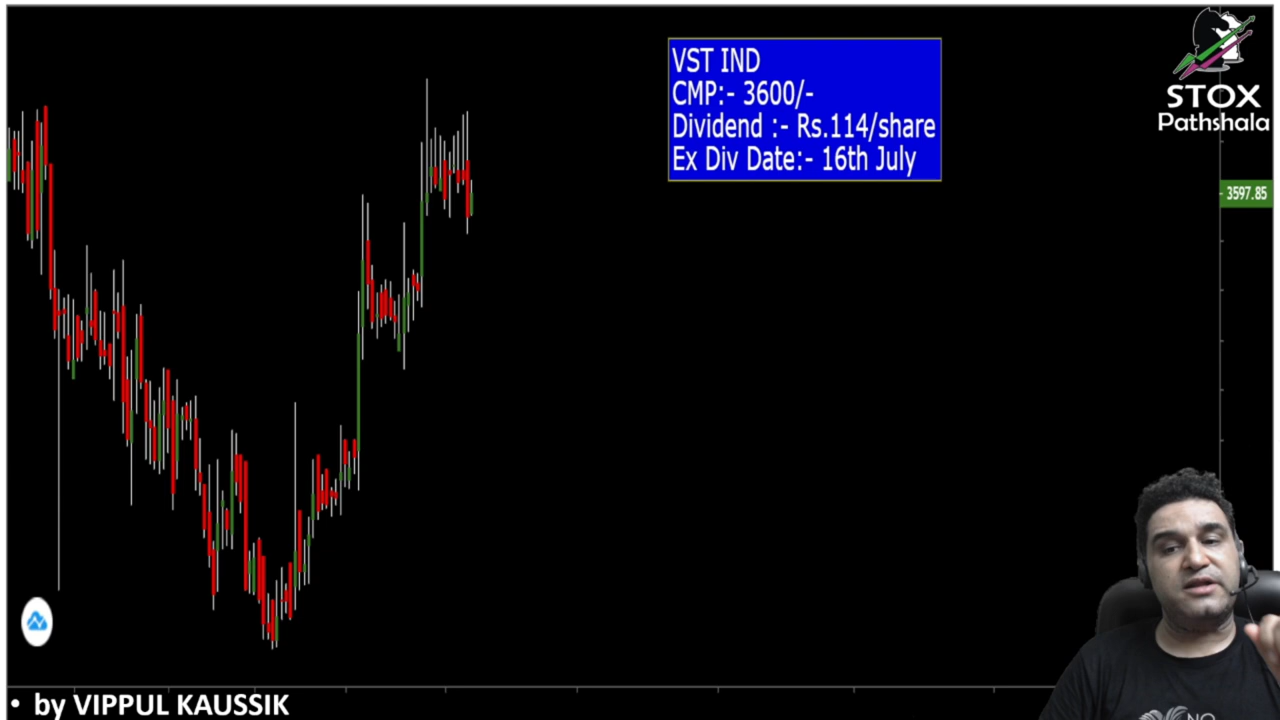 VST IND
CMP:- 3600/-
Dividend :- Rs.114/share
Ex Div Date:- 16th July
STOX
Pathshala
3597.85
• by VIPPUL KAUSSIK
NO